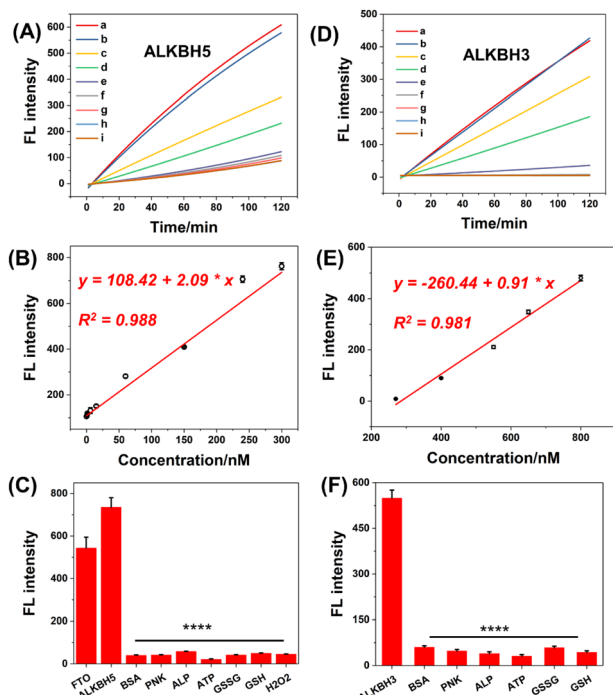 (A)
ALKBH5
a
b
c
d
e
f
g
h
i
FL intensity
600
500
400
300
200
100
0
0 20 40 60 80 100 120
Time/min
(D)
ALKBH3
a
b
c
d
e
f
g
h
i
FL intensity
500
400
300
200
100
0
0 20 40 60 80 100 120
Time/min
(B)
y = 108.42 + 2.09 * x
R² = 0.988
FL intensity
800
600
400
200
0 50 100 150 200 250 300
Concentration/nM
(E)
y = -260.44 + 0.91 * x
R² = 0.981
FL intensity
600
400
200
0
200 400 600 800
Concentration/nM
(C)
FL intensity
800
600
400
200
0
****
FTO ALKBH5 BSA PNK ALP ATP GSSG GSH H2O2
(F)
FL intensity
600
450
300
150
0
****
ALKBH3 BSA PNK ALP ATP GSSG GSH